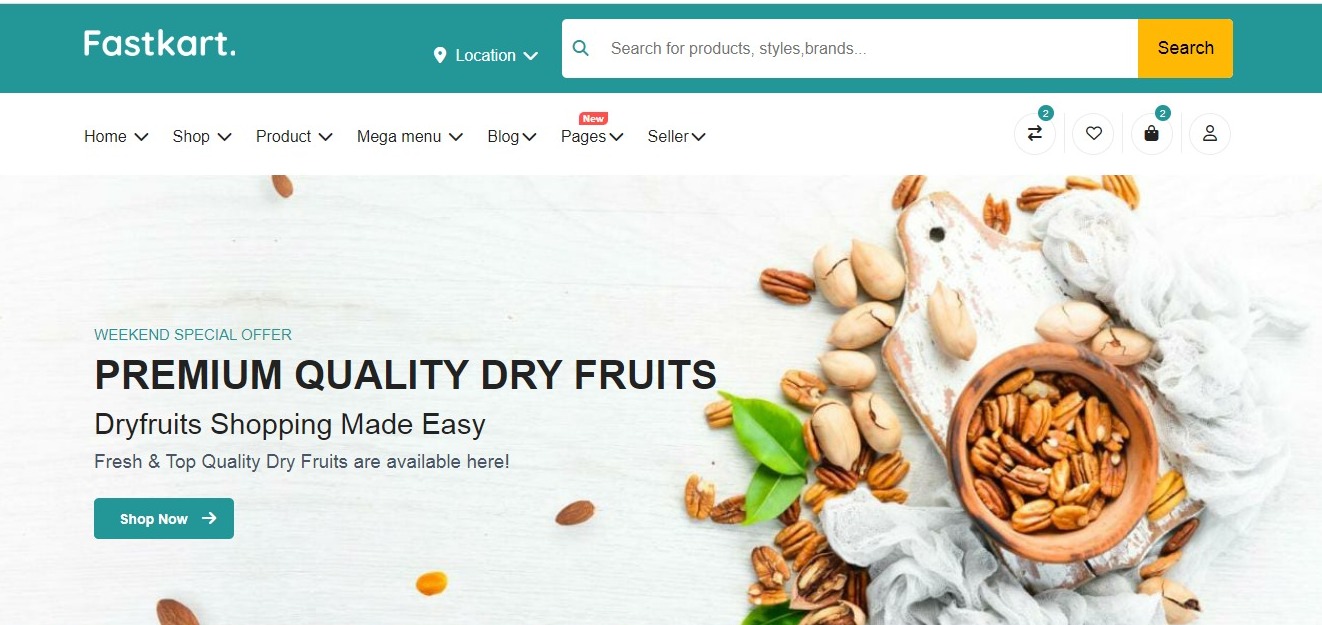 Fastkart.
Location
Search for products, styles,brands...
Search
Home Shop Product Mega menu Blog Pages New Seller
2
2
WEEKEND SPECIAL OFFER
PREMIUM QUALITY DRY FRUITS
Dryfruits Shopping Made Easy
Fresh & Top Quality Dry Fruits are available here!
Shop Now